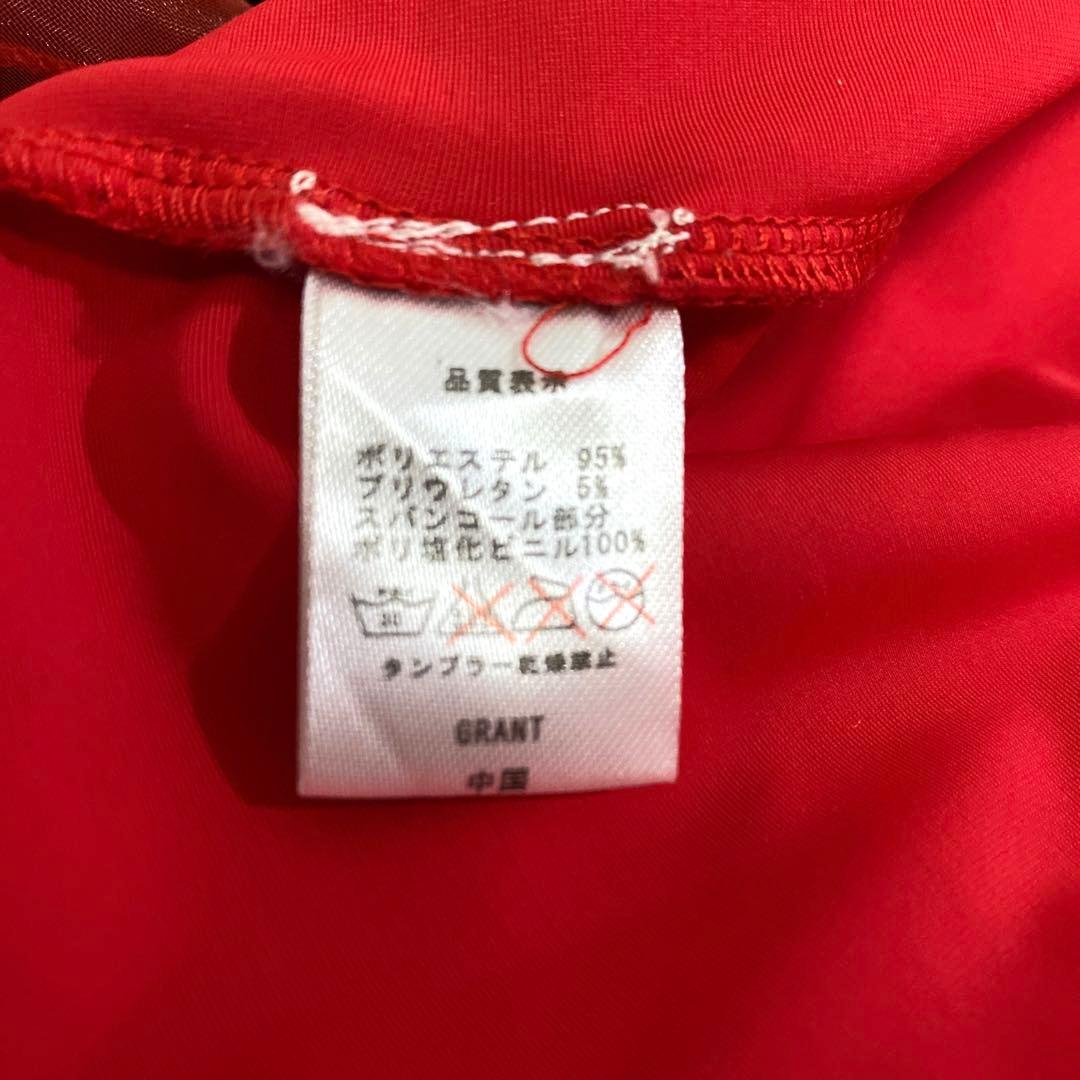 品質表示
ポリエステル 95%
プリウレタン 5%
スパンコール部分
ポリ塩化ビニル100%
タンブラー乾燥禁止
GRANT
中国